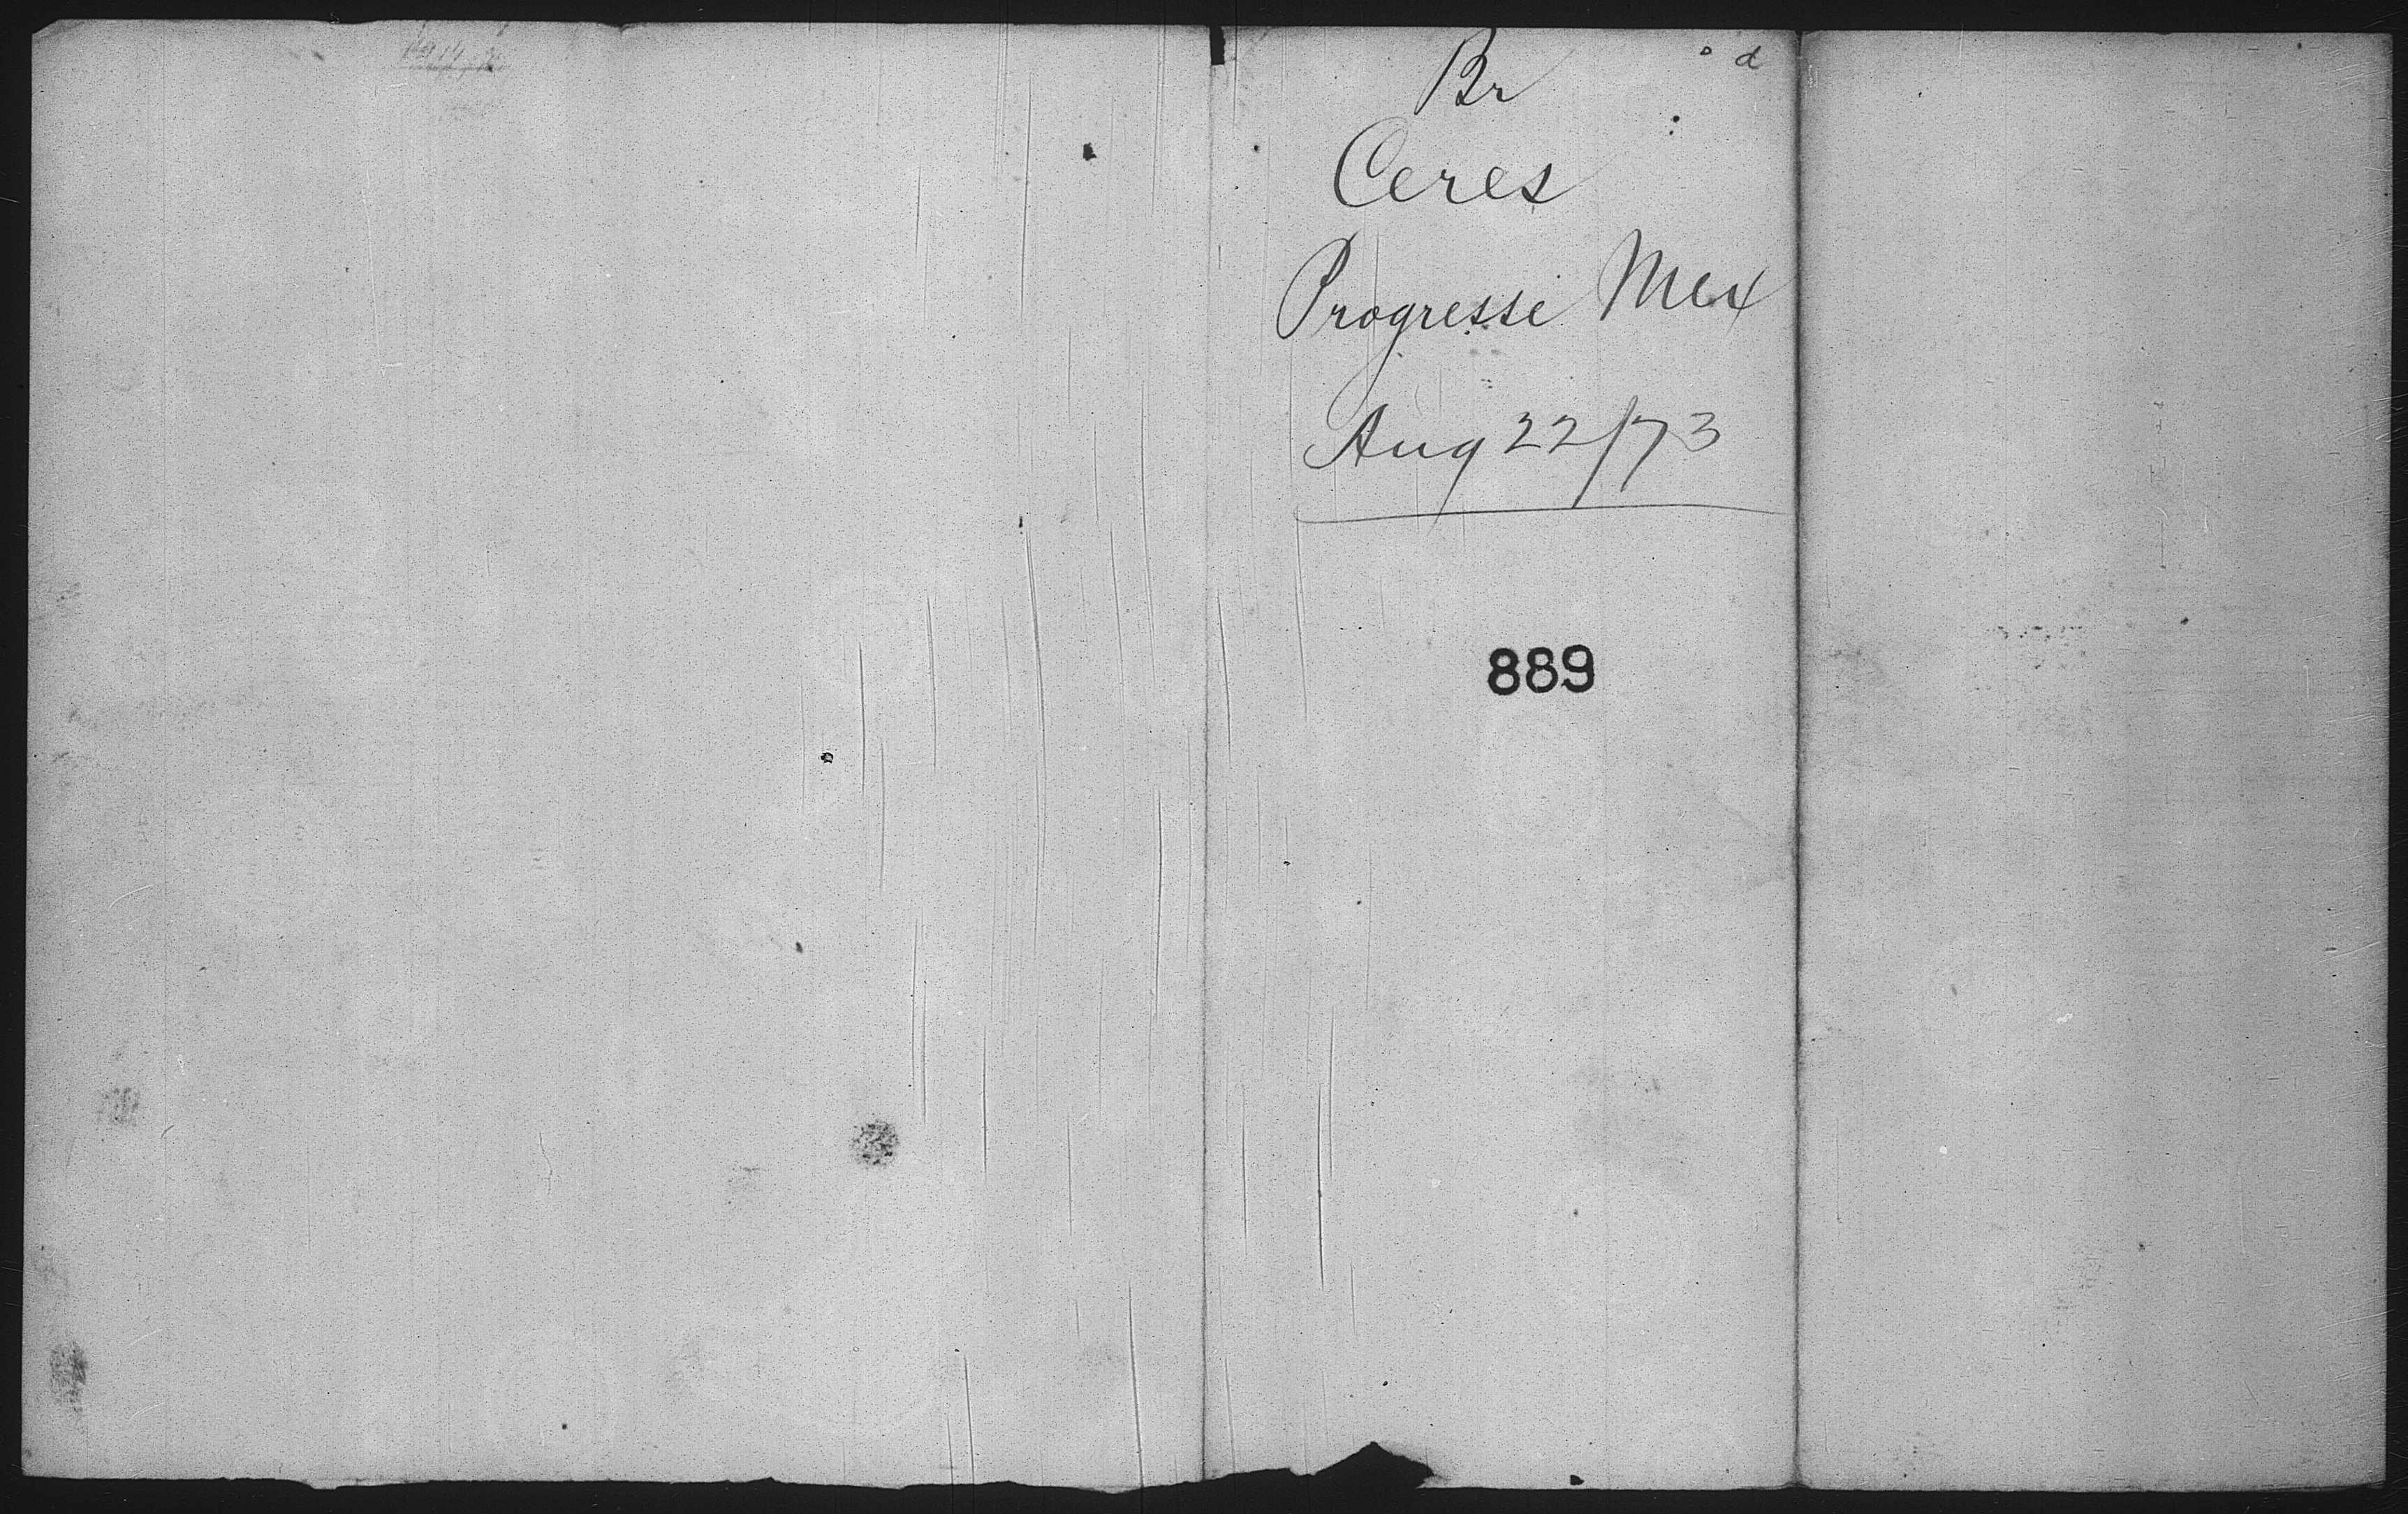 Br
Ceres
Progresse Mex
Aug 22/73
889